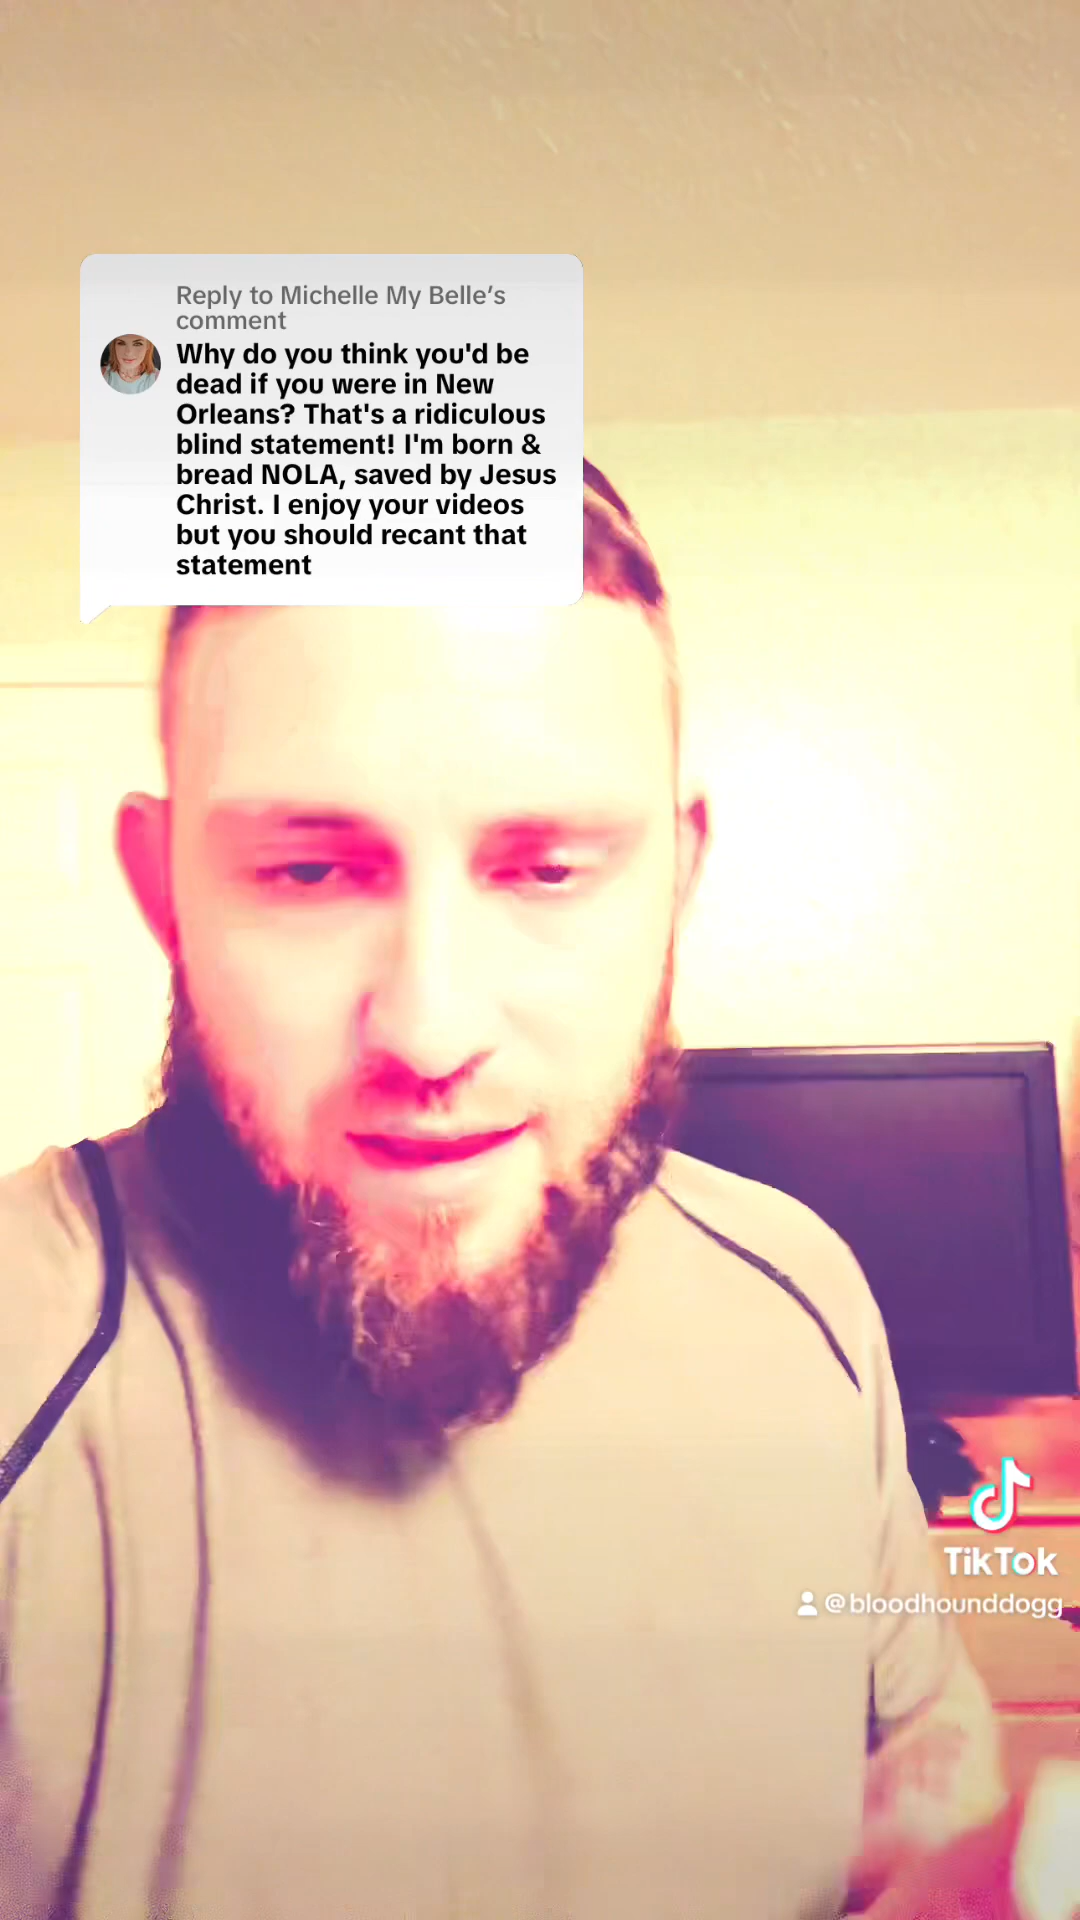 Reply to Michelle My Belle’s
comment
Why do you think you'd be
dead if you were in New
Orleans? That's a ridiculous
blind statement! I'm born &
bread NOLA, saved by Jesus
Christ. I enjoy your videos
but you should recant that
statement
TikTok
@bloodhounddogg